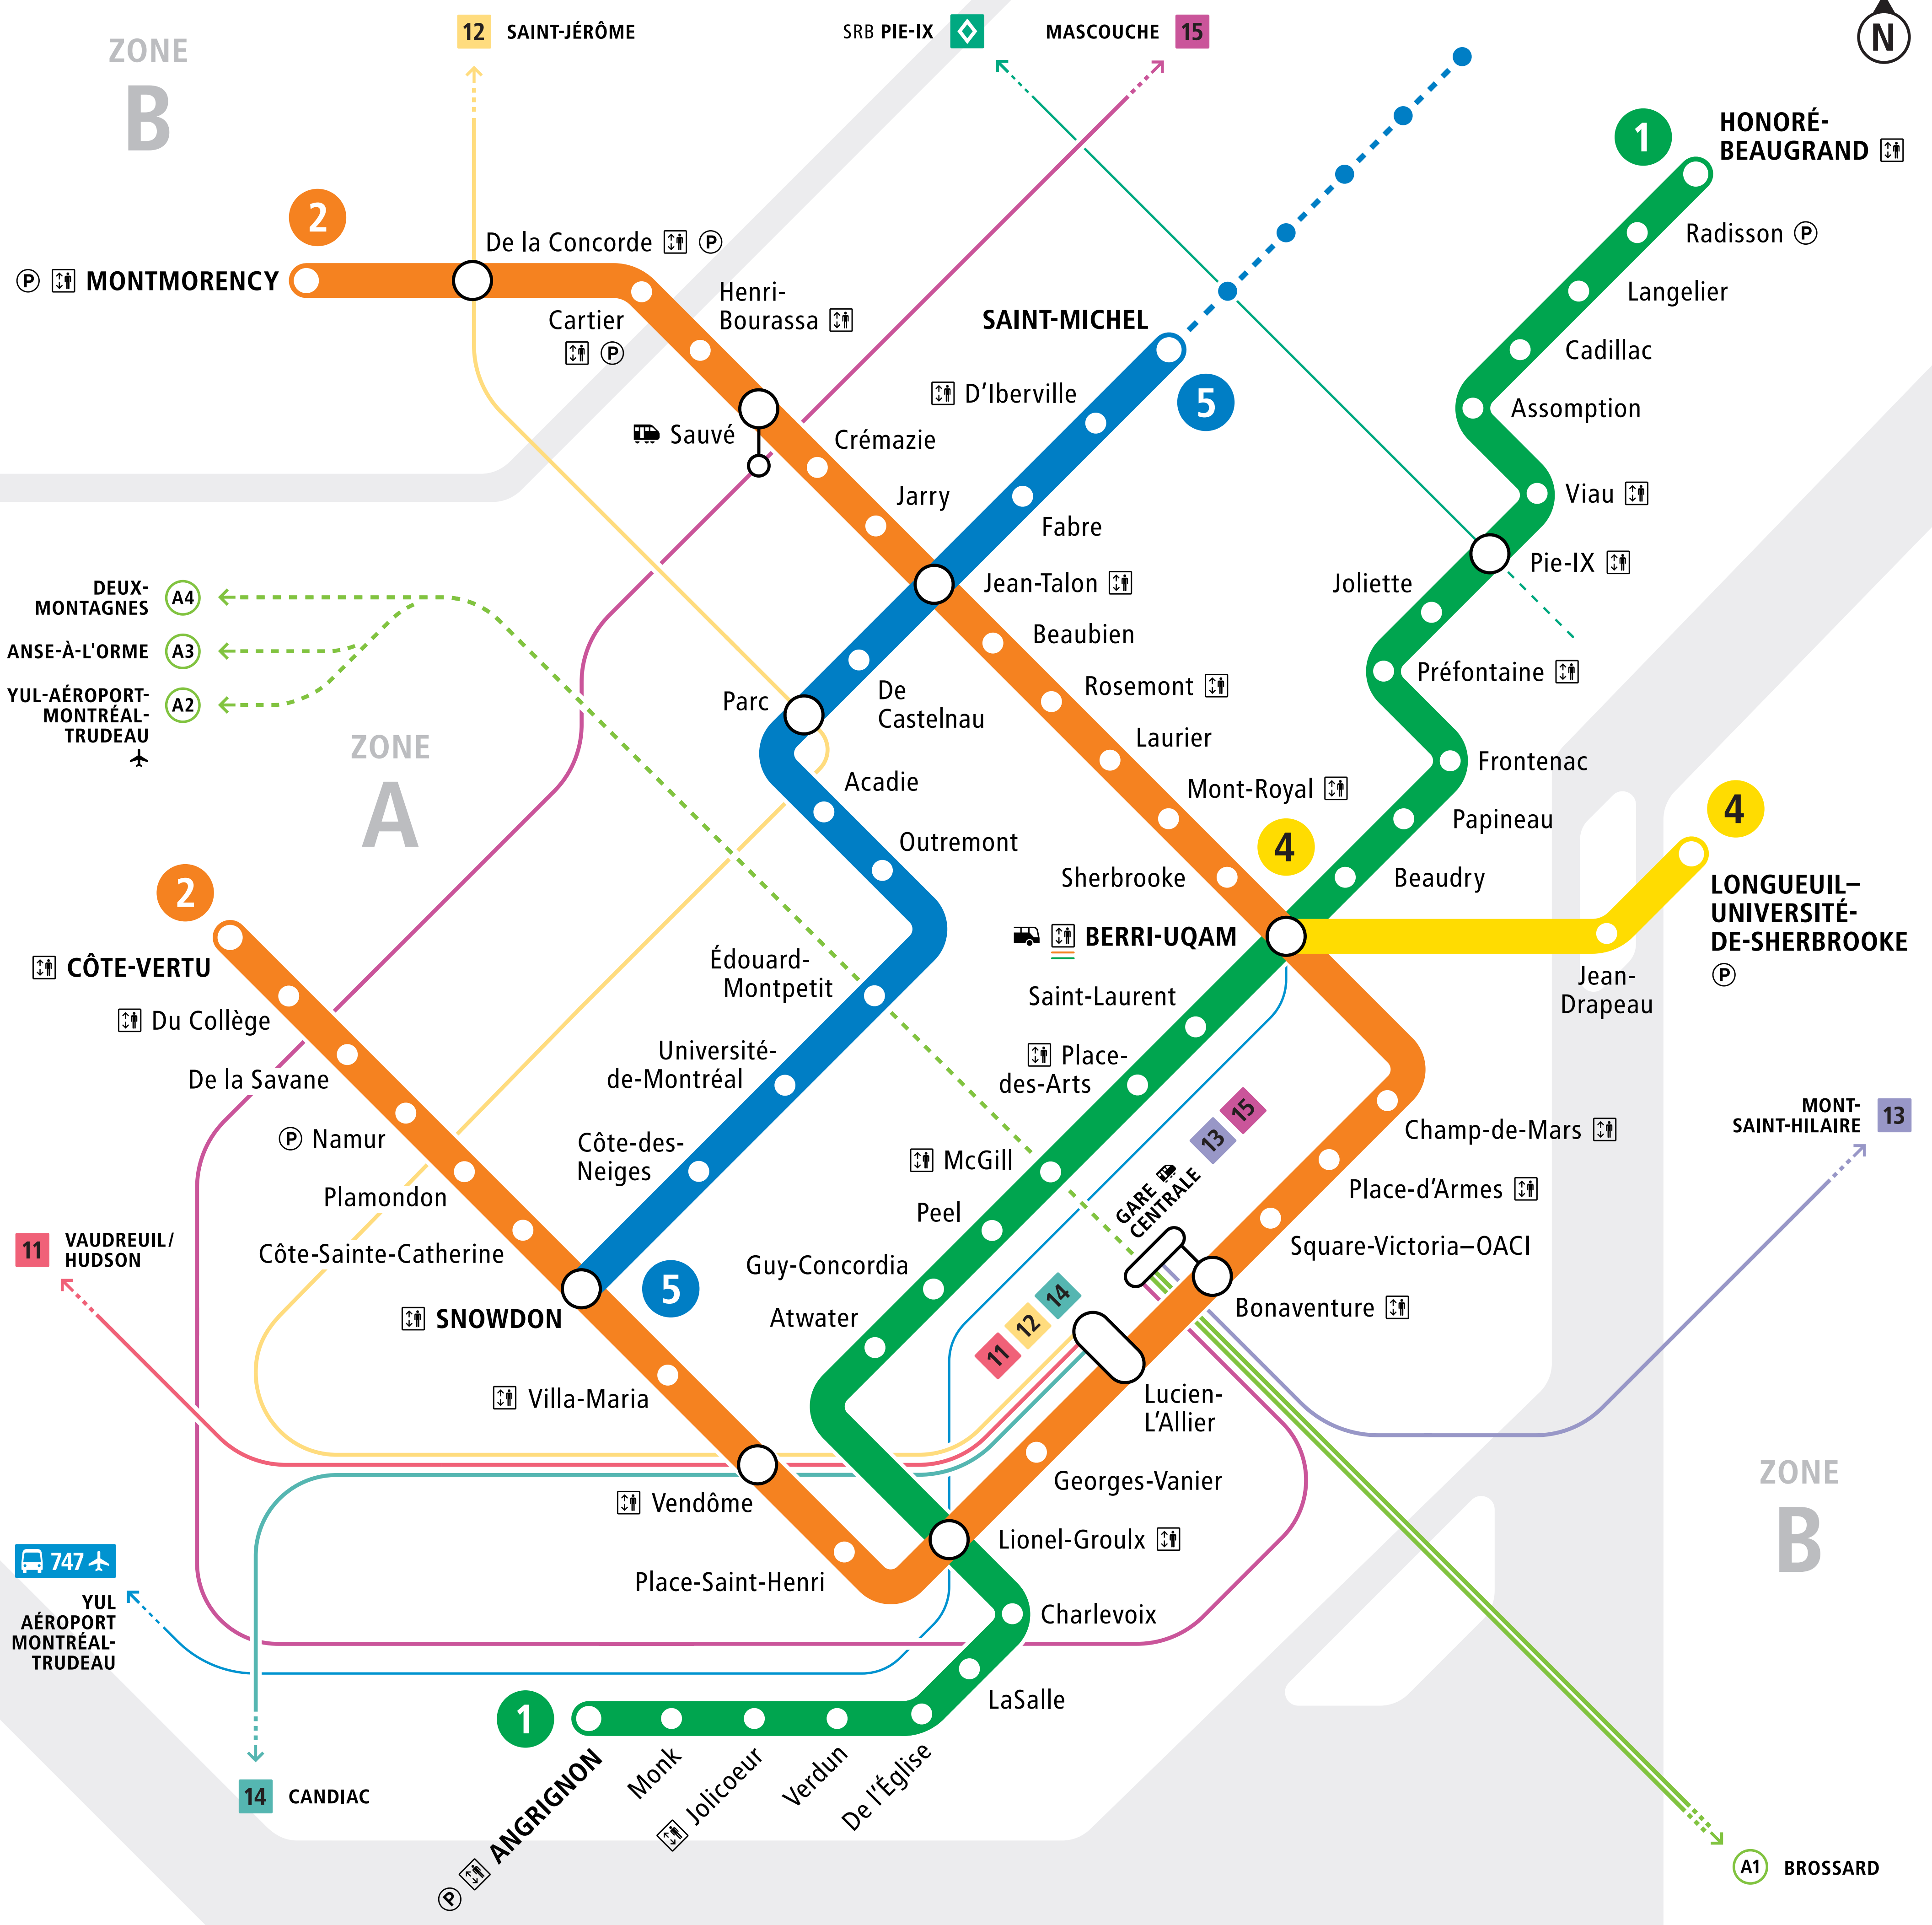 ZONE
B
12 SAINT-JÉRÔME
SRB PIE-IX
MASCOUCHE 15
N
1
HONORÉ-
BEAUGRAND
Radisson P
Langelier
Cadillac
Assomption
Viau
Pie-IX
Joliette
Préfontaine
Frontenac
Papineau
Beaudry
2
P MONTMORENCY
De la Concorde P
Cartier
P
Henri-
Bourassa
Sauvé
Crémazie
Jarry
Jean-Talon
Beaubien
Rosemont
Laurier
Mont-Royal
Sherbrooke
SAINT-MICHEL
5
D'Iberville
Fabre
De
Castelnau
Parc
Acadie
Outremont
Édouard-
Montpetit
Université-
de-Montréal
Côte-des-
Neiges
DEUX-
MONTAGNES A4
ANSE-À-L'ORME A3
YUL-AÉROPORT-
MONTRÉAL-
TRUDEAU A2
ZONE
A
4
4
LONGUEUIL–
UNIVERSITÉ-
DE-SHERBROOKE
P
Jean-
Drapeau
BERRI-UQAM
Saint-Laurent
Place-
des-Arts
McGill
Peel
Guy-Concordia
Atwater
2
CÔTE-VERTU
Du Collège
De la Savane
P Namur
Plamondon
Côte-Sainte-Catherine
SNOWDON
5
Villa-Maria
Vendôme
Place-Saint-Henri
Champ-de-Mars
Place-d'Armes
Square-Victoria–OACI
Bonaventure
GARE
CENTRALE
13 15
11 12 14
Lucien-
L'Allier
Georges-Vanier
Lionel-Groulx
Charlevoix
LaSalle
De l'Église
Verdun
Jolicoeur
Monk
P ANGRIGNON
1
MONT-
SAINT-HILAIRE 13
11 VAUDREUIL/
HUDSON
747
YUL
AÉROPORT
MONTRÉAL-
TRUDEAU
14 CANDIAC
ZONE
B
A1 BROSSARD